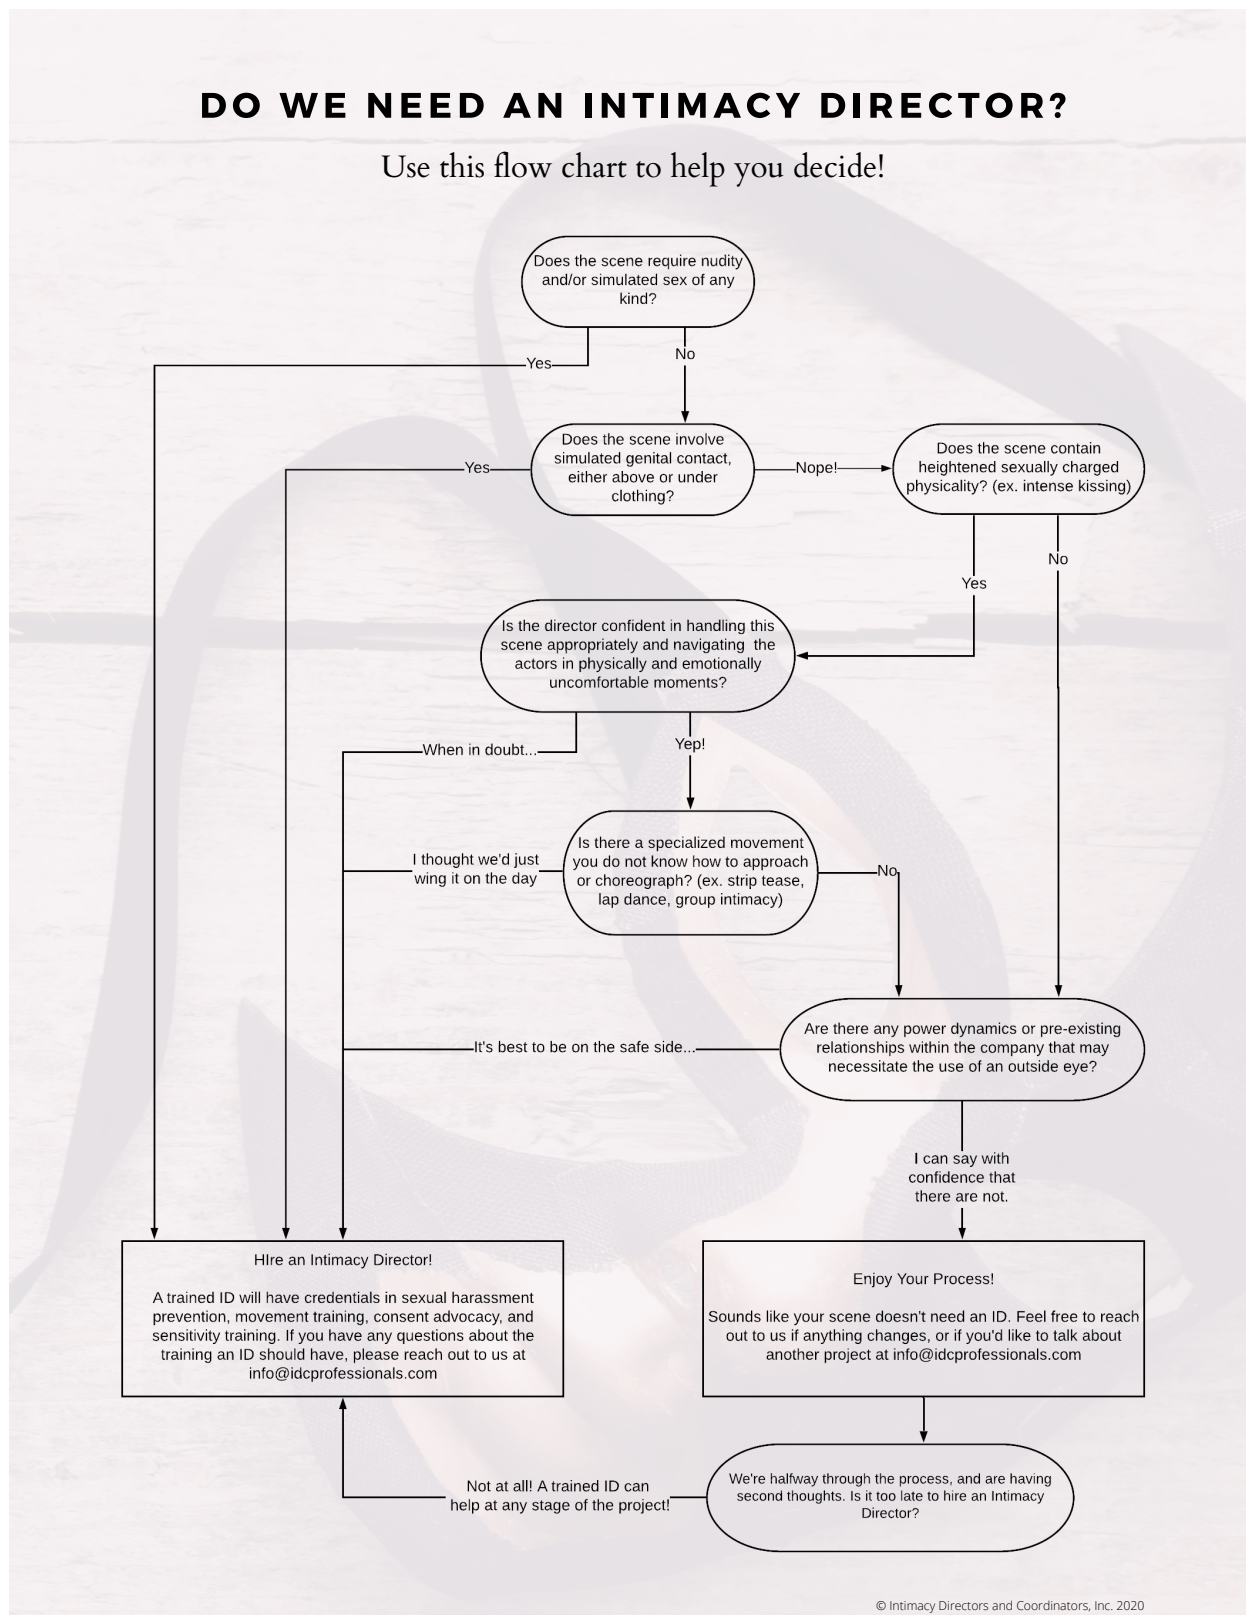 DO WE NEED AN INTIMACY DIRECTOR?
Use this flow chart to help you decide!
Does the scene require nudity
and/or simulated sex of any
kind?
Yes
No
Does the scene involve
simulated genital contact,
either above or under
clothing?
Yes
Nope!
Does the scene contain
heightened sexually charged
physicality? (ex. intense kissing)
Yes
No
Is the director confident in handling this
scene appropriately and navigating the
actors in physically and emotionally
uncomfortable moments?
When in doubt...
Yep!
Is there a specialized movement
you do not know how to approach
or choreograph? (ex. strip tease,
lap dance, group intimacy)
I thought we'd just
wing it on the day
No
Are there any power dynamics or pre-existing
relationships within the company that may
necessitate the use of an outside eye?
It's best to be on the safe side...
I can say with
confidence that
there are not.
HIre an Intimacy Director!
A trained ID will have credentials in sexual harassment
prevention, movement training, consent advocacy, and
sensitivity training. If you have any questions about the
training an ID should have, please reach out to us at
info@idcprofessionals.com
Enjoy Your Process!
Sounds like your scene doesn't need an ID. Feel free to reach
out to us if anything changes, or if you'd like to talk about
another project at info@idcprofessionals.com
We're halfway through the process, and are having
second thoughts. Is it too late to hire an Intimacy
Director?
Not at all! A trained ID can
help at any stage of the project!
© Intimacy Directors and Coordinators, Inc. 2020